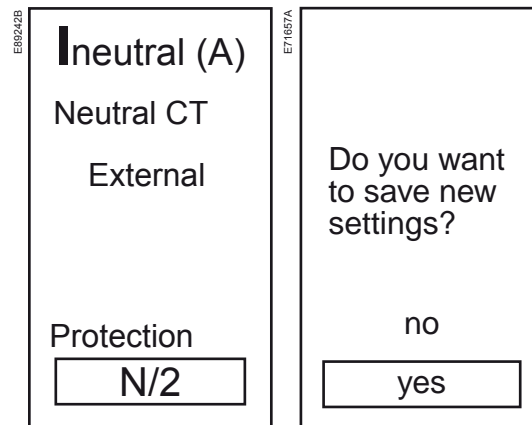 E89242B
Ineutral (A)
Neutral CT
External
Protection
N/2
E71657A
Do you want
to save new
settings?
no
yes